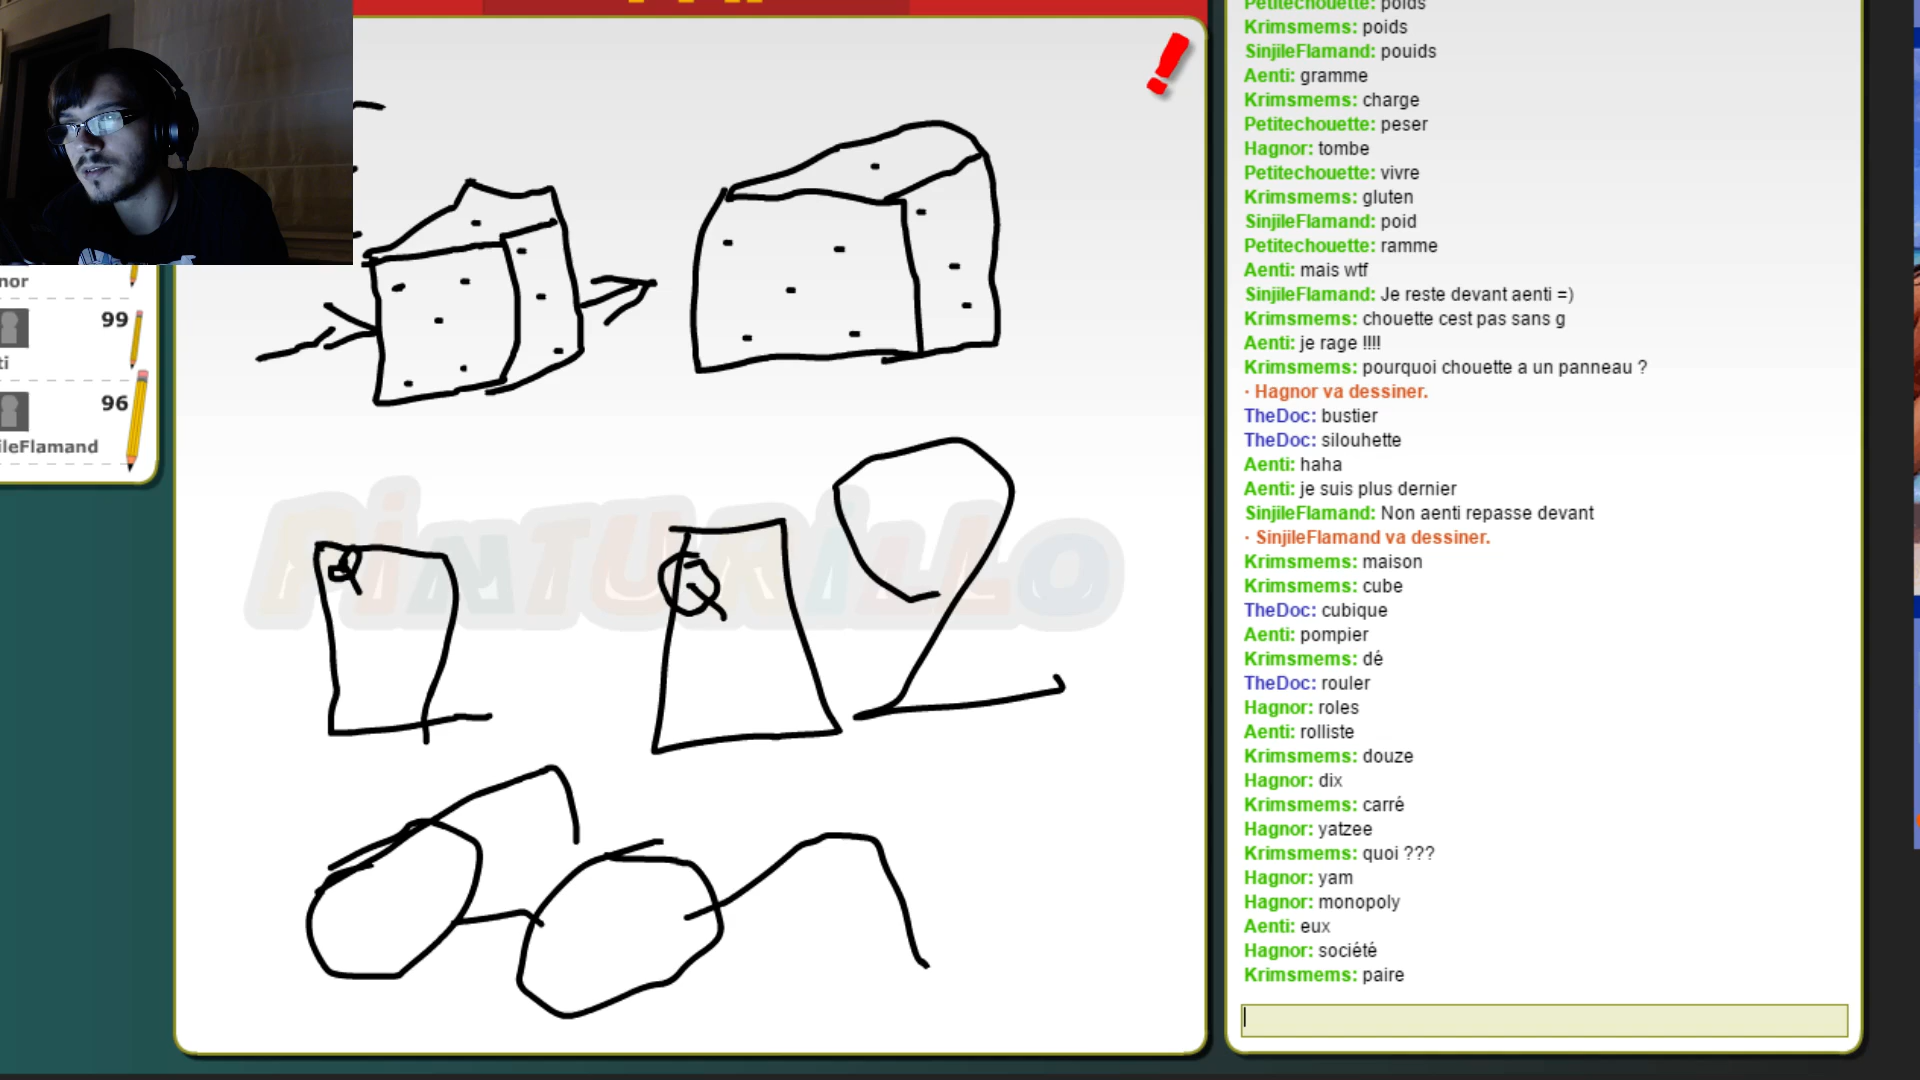 nor
99
ti
96
ileFlamand
PiNTURiLLO
2
Petitechouette: poids
Krimsmems: poids
SinjileFlamand: pouids
Aenti: gramme
Krimsmems: charge
Petitechouette: peser
Hagnor: tombe
Petitechouette: vivre
Krimsmems: gluten
SinjileFlamand: poid
Petitechouette: ramme
Aenti: mais wtf
SinjileFlamand: Je reste devant aenti =)
Krimsmems: chouette cest pas sans g
Aenti: je rage !!!!
Krimsmems: pourquoi chouette a un panneau ?
· Hagnor va dessiner.
TheDoc: bustier
TheDoc: silouhette
Aenti: haha
Aenti: je suis plus dernier
SinjileFlamand: Non aenti repasse devant
· SinjileFlamand va dessiner.
Krimsmems: maison
Krimsmems: cube
TheDoc: cubique
Aenti: pompier
Krimsmems: dé
TheDoc: rouler
Hagnor: roles
Aenti: rolliste
Krimsmems: douze
Hagnor: dix
Krimsmems: carré
Hagnor: yatzee
Krimsmems: quoi ???
Hagnor: yam
Hagnor: monopoly
Aenti: eux
Hagnor: société
Krimsmems: paire